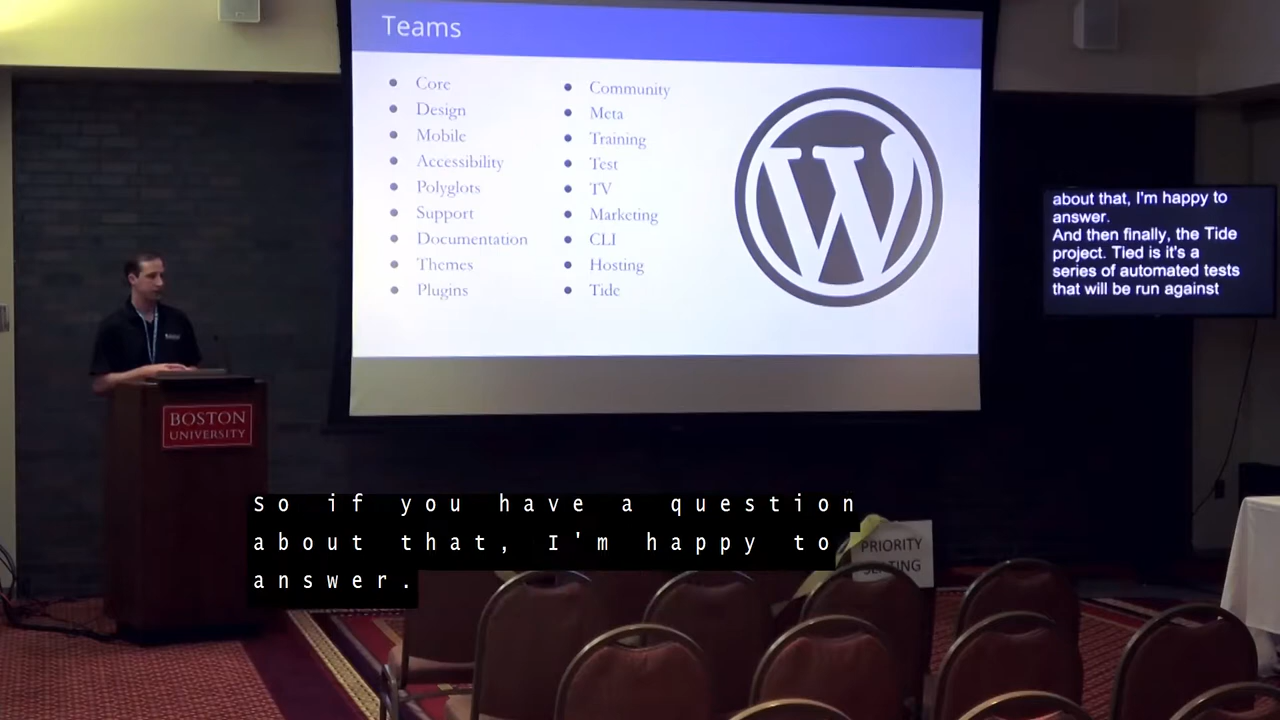 Teams
Core
Design
Mobile
Accessibility
Polyglots
Support
Documentation
Themes
Plugins
Community
Meta
Training
Test
TV
Marketing
CLI
Hosting
Tide
about that, I'm happy to
answer.
And then finally, the Tide
project. Tied is it's a
series of automated tests
that will be run against
BOSTON
UNIVERSITY
So if you have a question
about that, I'm happy to
answer.
PRIORITY